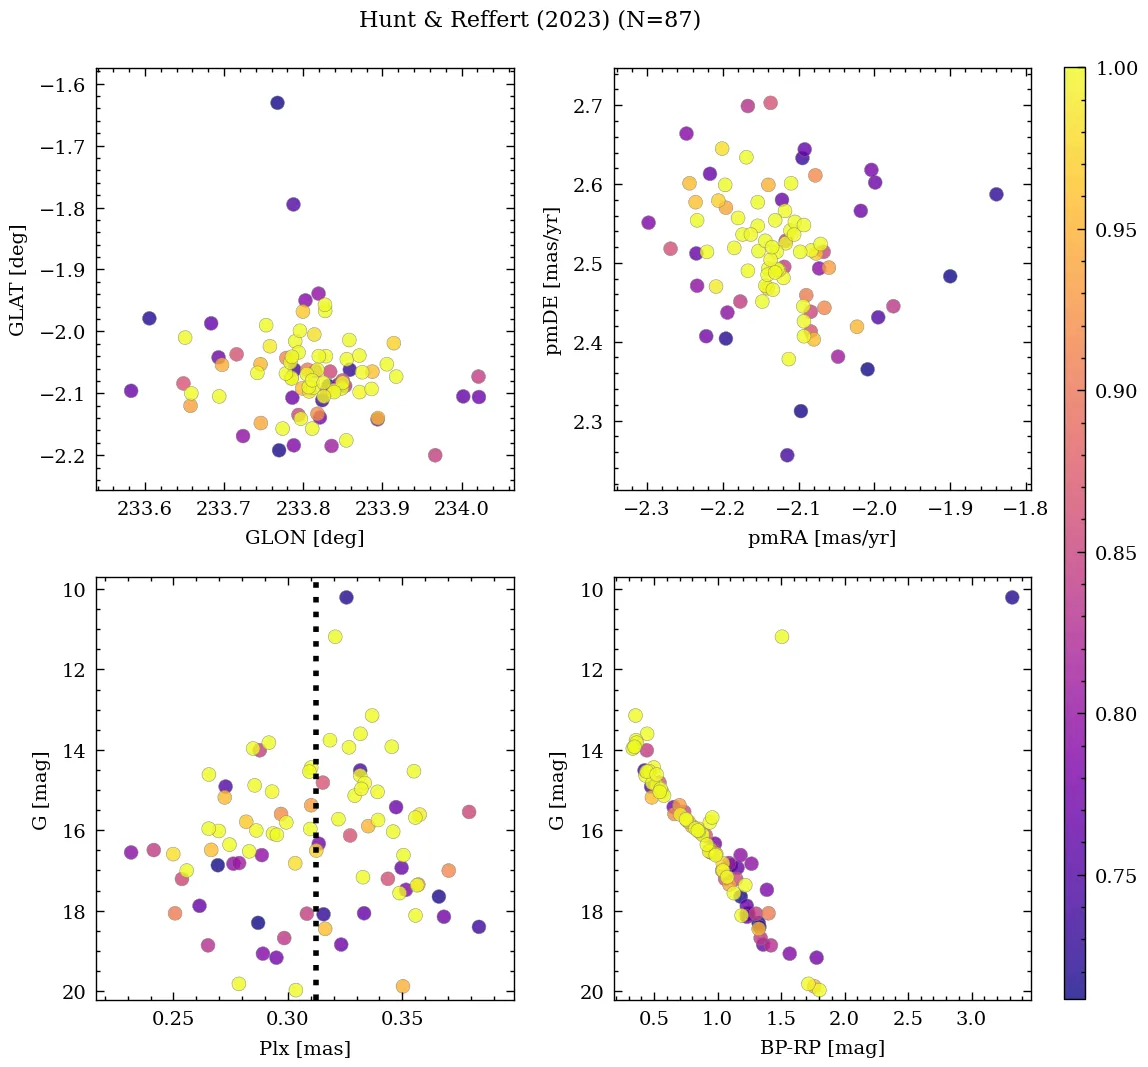 Hunt & Reffert (2023) (N=87)
−1.6
−1.7
−1.8
−1.9
−2.0
−2.1
−2.2
GLAT [deg]
233.6 233.7 233.8 233.9 234.0
GLON [deg]
2.7
2.6
2.5
2.4
2.3
pmDE [mas/yr]
−2.3 −2.2 −2.1 −2.0 −1.9 −1.8
pmRA [mas/yr]
10
12
14
16
18
20
G [mag]
0.25 0.30 0.35
Plx [mas]
10
12
14
16
18
20
G [mag]
0.5 1.0 1.5 2.0 2.5 3.0
BP-RP [mag]
1.00
0.95
0.90
0.85
0.80
0.75